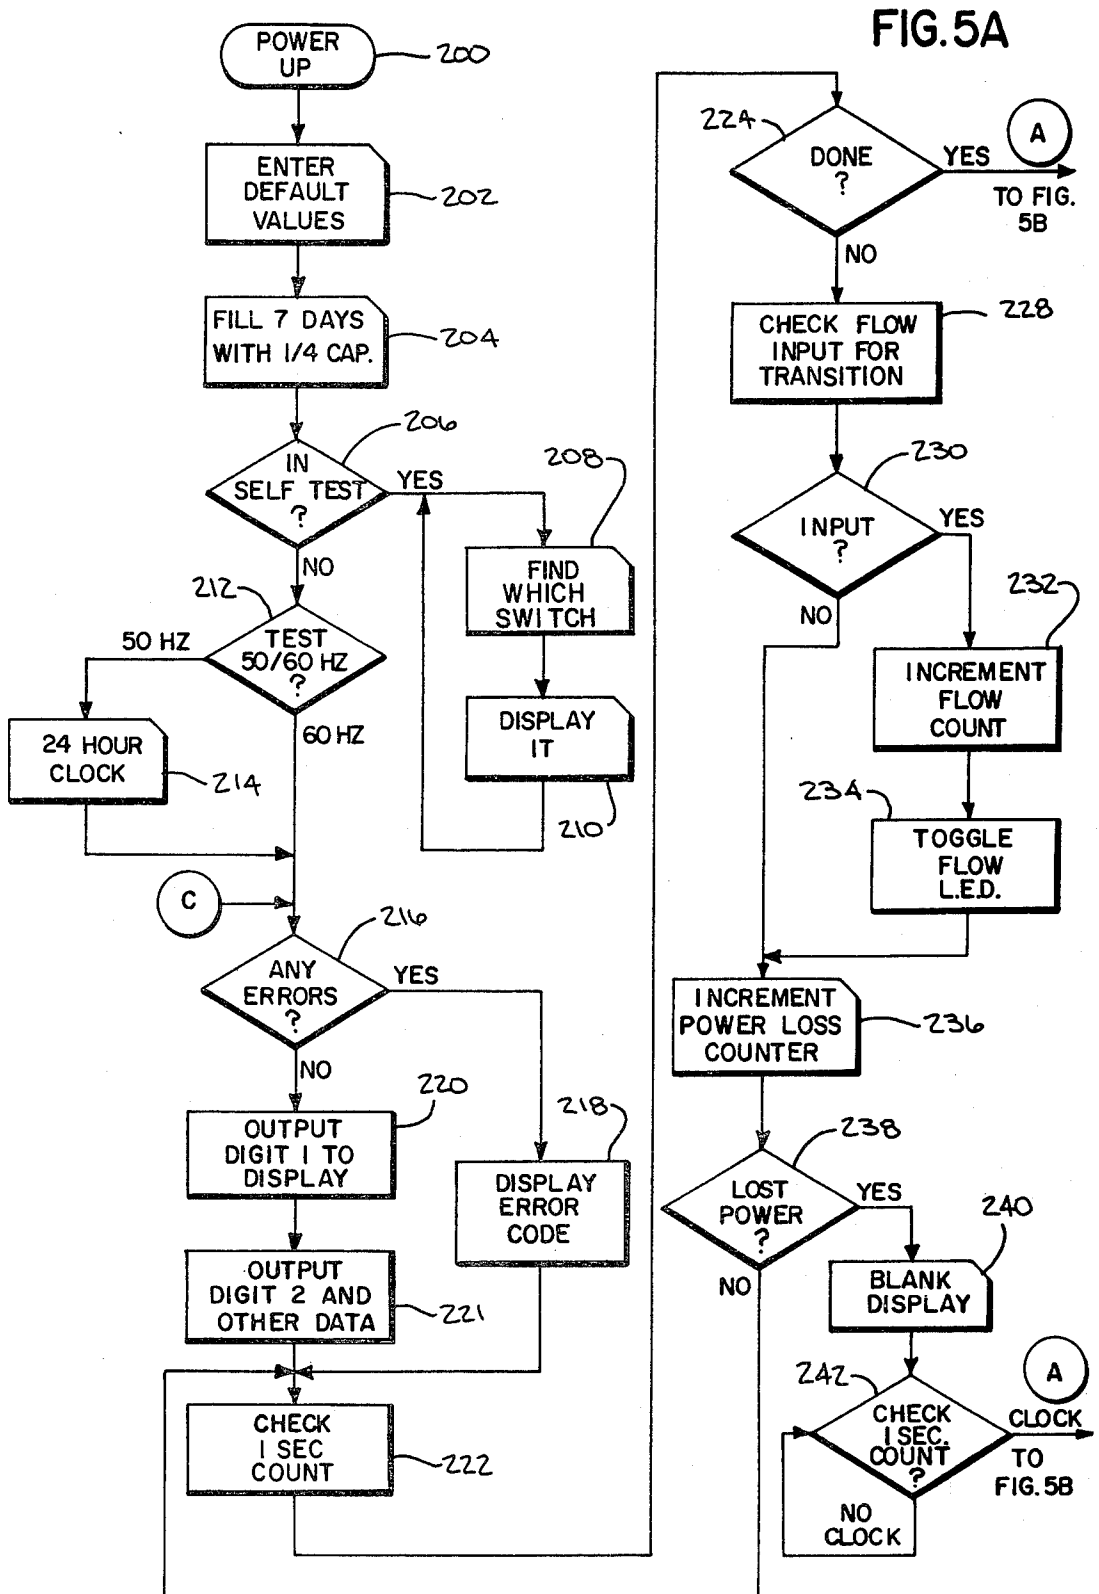 FIG. 5A
POWER
UP
200
ENTER
DEFAULT
VALUES
202
FILL 7 DAYS
WITH 1/4 CAP.
204
IN
SELF TEST
?
206
YES
NO
208
FIND
WHICH
SWITCH
DISPLAY
IT
210
212
TEST
50/60 HZ
?
50 HZ
60 HZ
24 HOUR
CLOCK
214
C
216
ANY
ERRORS
?
YES
NO
218
DISPLAY
ERROR
CODE
220
OUTPUT
DIGIT 1 TO
DISPLAY
OUTPUT
DIGIT 2 AND
OTHER DATA
221
CHECK
1 SEC
COUNT
222
224
DONE
?
YES
A
TO FIG.
5B
NO
CHECK FLOW
INPUT FOR
TRANSITION
228
230
INPUT
?
YES
NO
232
INCREMENT
FLOW
COUNT
234
TOGGLE
FLOW
L.E.D.
INCREMENT
POWER LOSS
COUNTER
236
238
LOST
POWER
?
YES
NO
240
BLANK
DISPLAY
242
CHECK
1 SEC.
COUNT
?
A
CLOCK
TO
FIG. 5B
NO
CLOCK